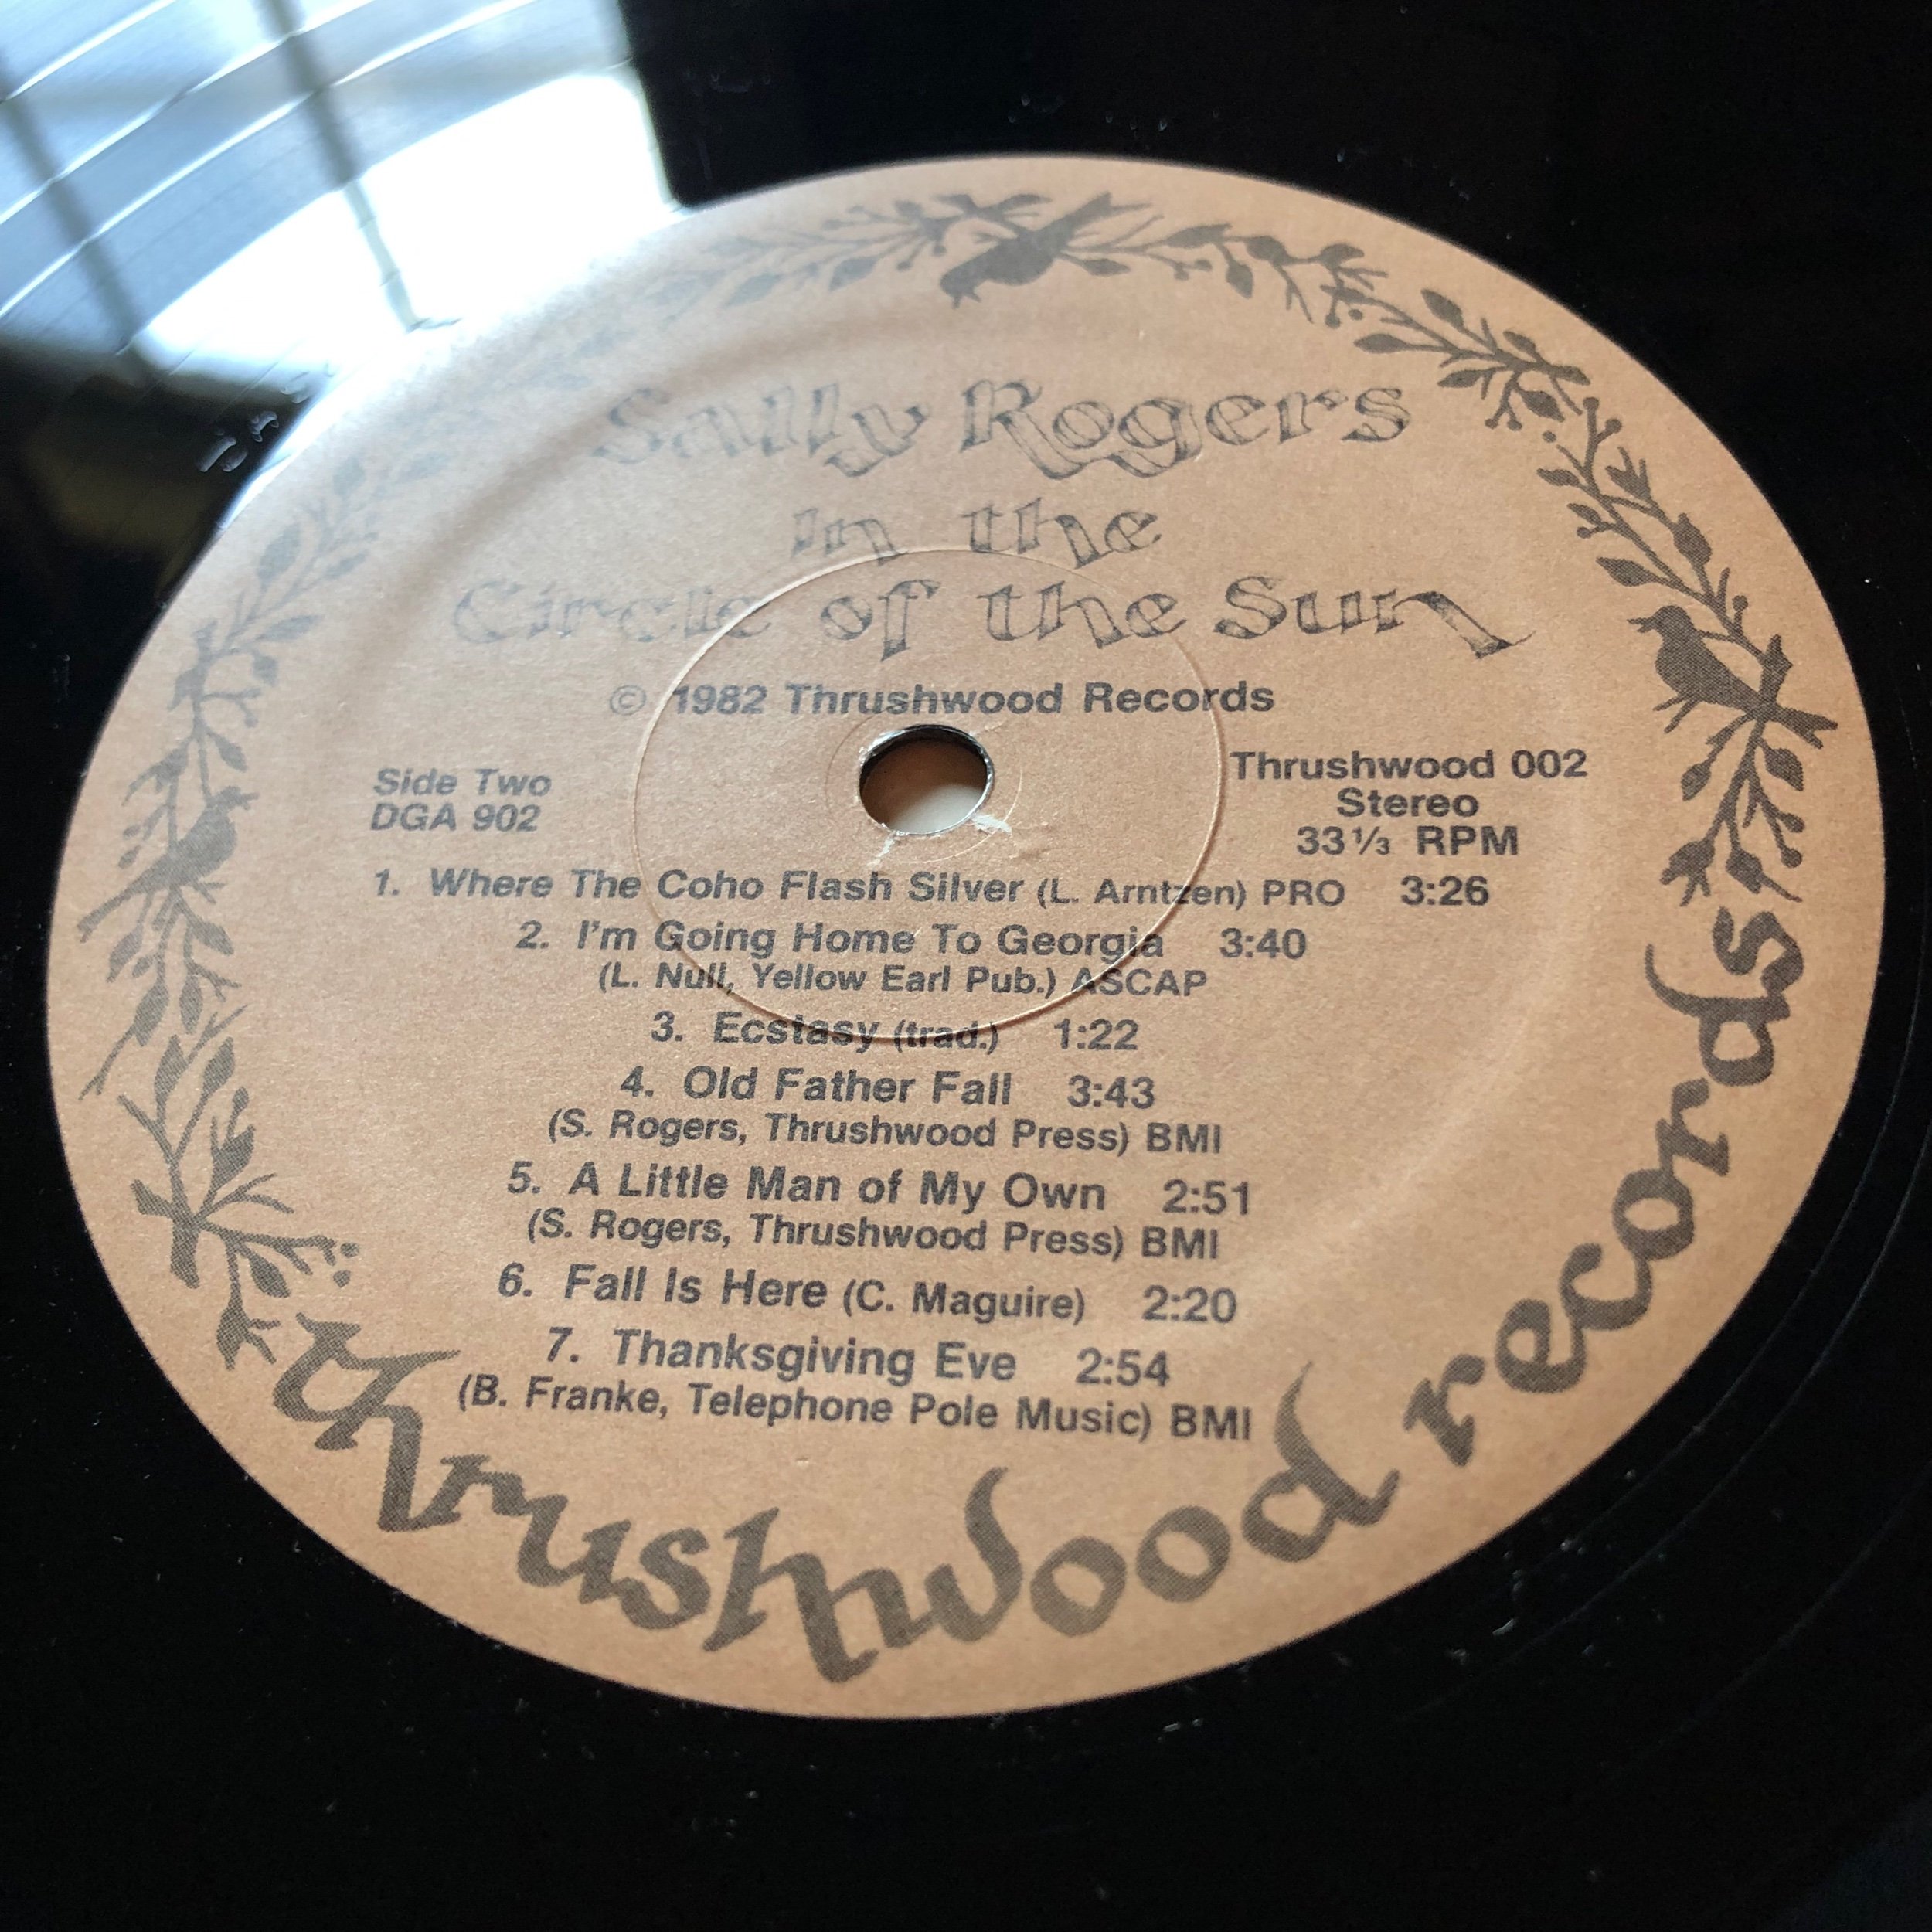 Sally Rogers
In the
Circle of the Sun
© 1982 Thrushwood Records
Side Two
DGA 902
Thrushwood 002
Stereo
33⅓ RPM
1. Where The Coho Flash Silver (L. Arntzen) PRO 3:26
2. I'm Going Home To Georgia 3:40
(L. Null, Yellow Earl Pub.) ASCAP
3. Ecstasy (trad.) 1:22
4. Old Father Fall 3:43
(S. Rogers, Thrushwood Press) BMI
5. A Little Man of My Own 2:51
(S. Rogers, Thrushwood Press) BMI
6. Fall Is Here (C. Maguire) 2:20
7. Thanksgiving Eve 2:54
(B. Franke, Telephone Pole Music) BMI
thrushwood records